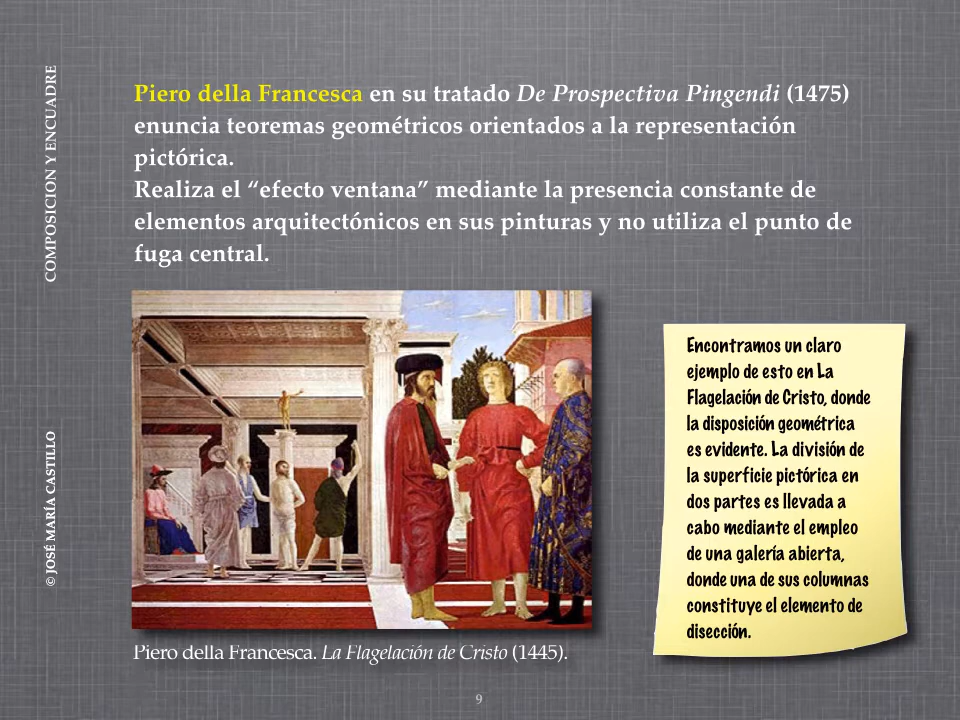 COMPOSICION Y ENCUADRE
© JOSÉ MARÍA CASTILLO
Piero della Francesca en su tratado De Prospectiva Pingendi (1475)
enuncia teoremas geométricos orientados a la representación
pictórica.
Realiza el “efecto ventana” mediante la presencia constante de
elementos arquitectónicos en sus pinturas y no utiliza el punto de
fuga central.
Encontramos un claro
ejemplo de esto en La
Flagelación de Cristo, donde
la disposición geométrica
es evidente. La división de
la superficie pictórica en
dos partes es llevada a
cabo mediante el empleo
de una galería abierta,
donde una de sus columnas
constituye el elemento de
disección.
Piero della Francesca. La Flagelación de Cristo (1445).
9